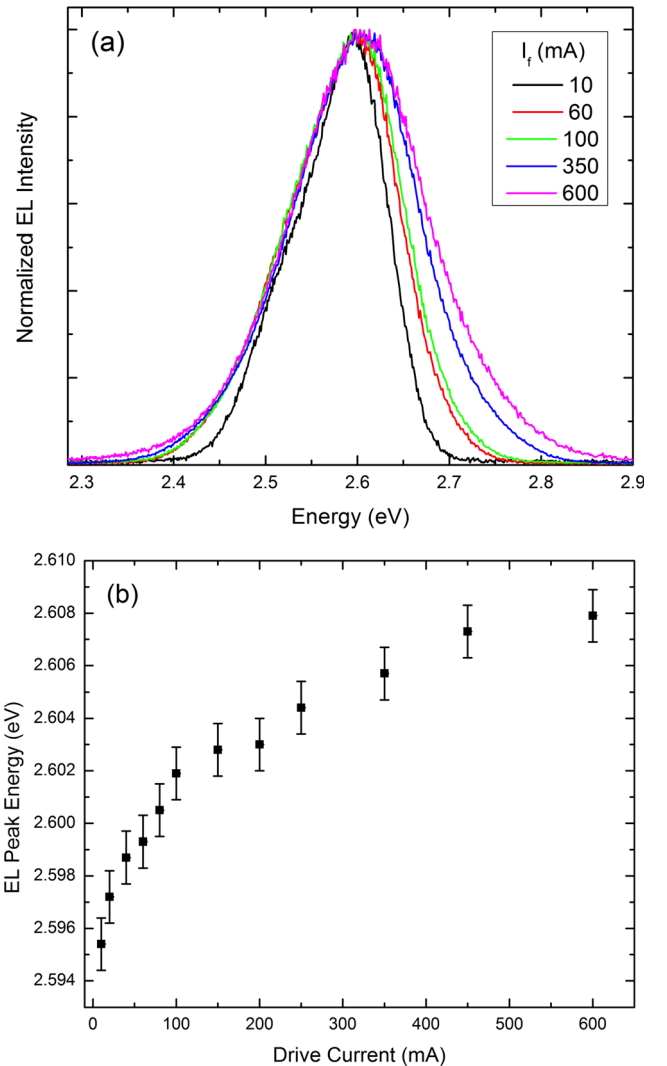 (a)
I_f (mA)
10
60
100
350
600
Normalized EL Intensity
2.3 2.4 2.5 2.6 2.7 2.8 2.9
Energy (eV)
(b)
2.610
2.608
2.606
2.604
2.602
2.600
2.598
2.596
2.594
EL Peak Energy (eV)
0 100 200 300 400 500 600
Drive Current (mA)